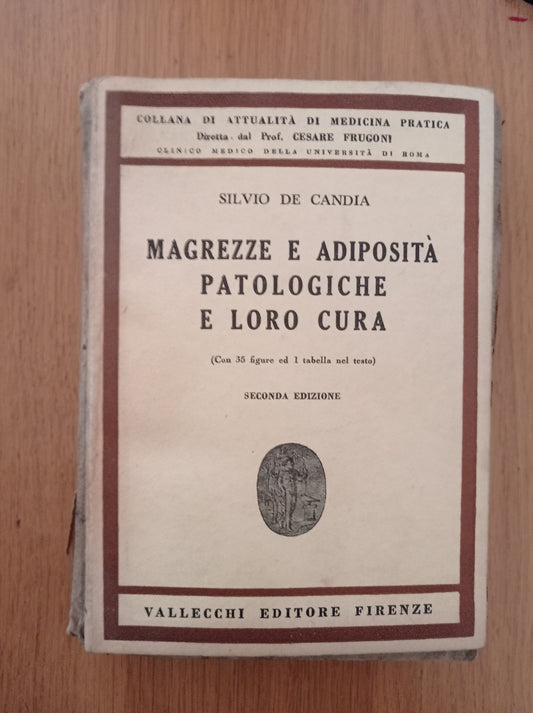 COLLANA DI ATTUALITÀ DI MEDICINA PRATICA
Diretta dal Prof. CESARE FRUGONI
CLINICO MEDICO DELLA UNIVERSITÀ DI ROMA
SILVIO DE CANDIA
MAGREZZE E ADIPOSITÀ
PATOLOGICHE
E LORO CURA
(Con 35 figure ed 1 tabella nel testo)
SECONDA EDIZIONE
VALLECCHI EDITORE FIRENZE